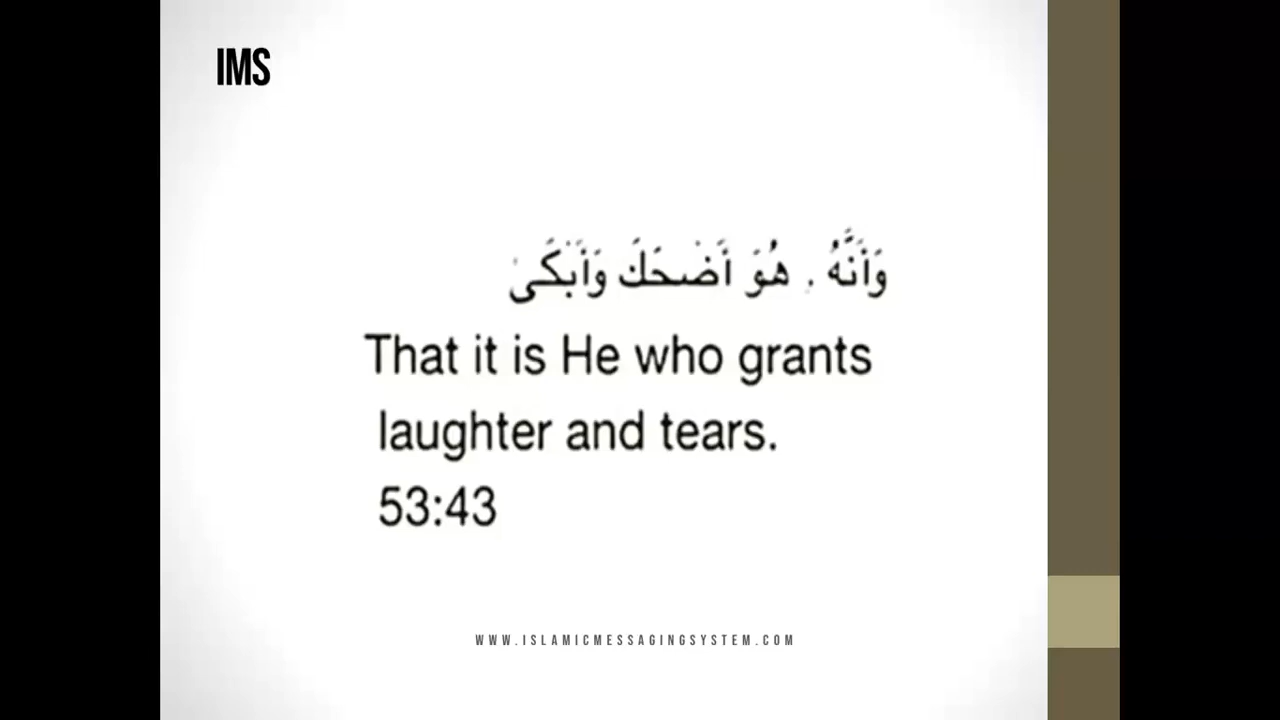 IMS
وَأَنَّهُۥ هُوَ أَضْحَكَ وَأَبْكَىٰ
That it is He who grants
laughter and tears.
53:43
WWW.ISLAMICMESSAGINGSYSTEM.COM